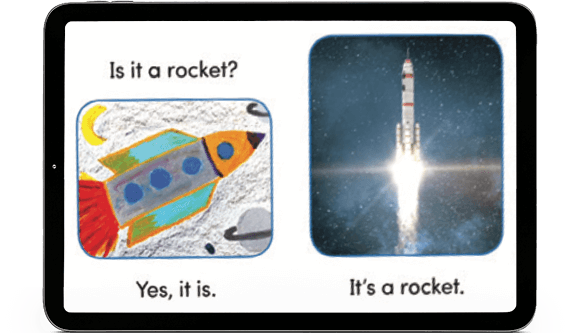 Is it a rocket?
Yes, it is.
It's a rocket.